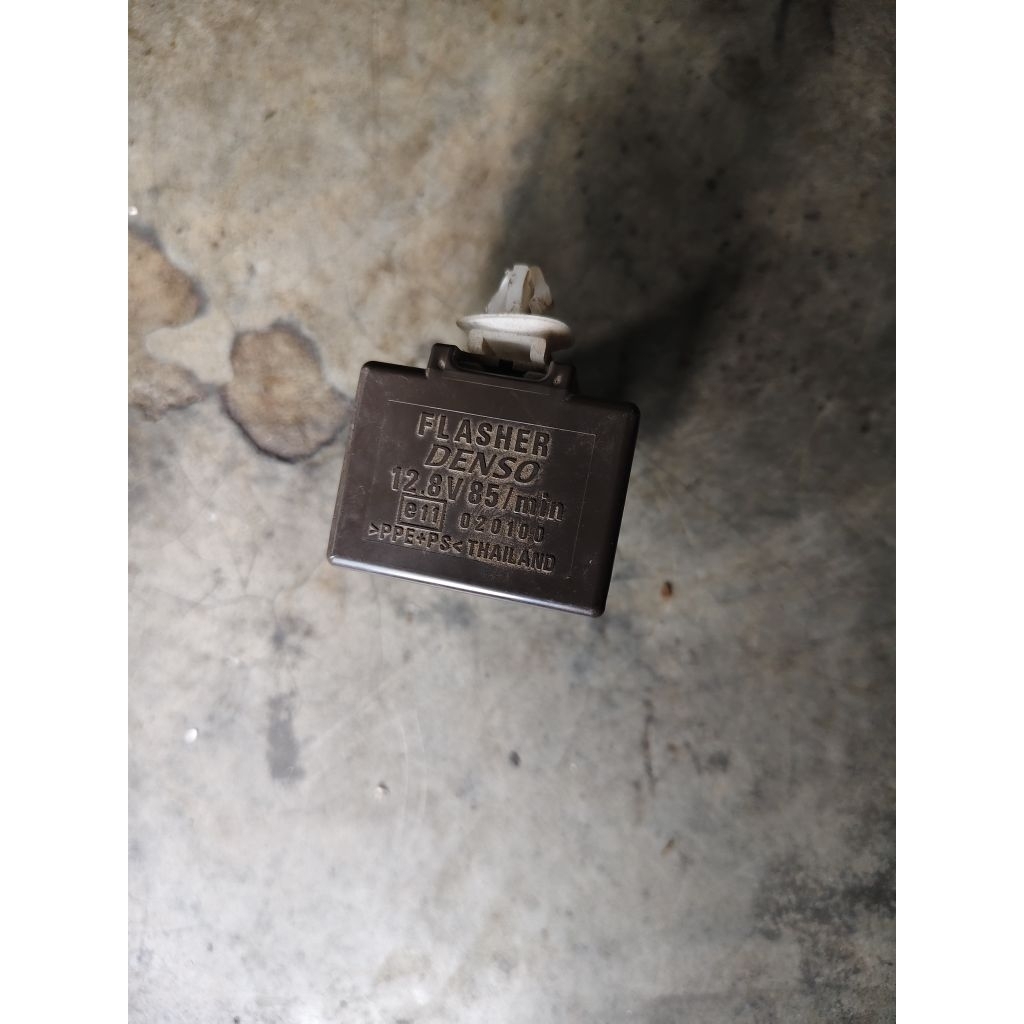 FLASHER
DENSO
12.8V 85/min
e11 020100
>PPE+PS< THAILAND